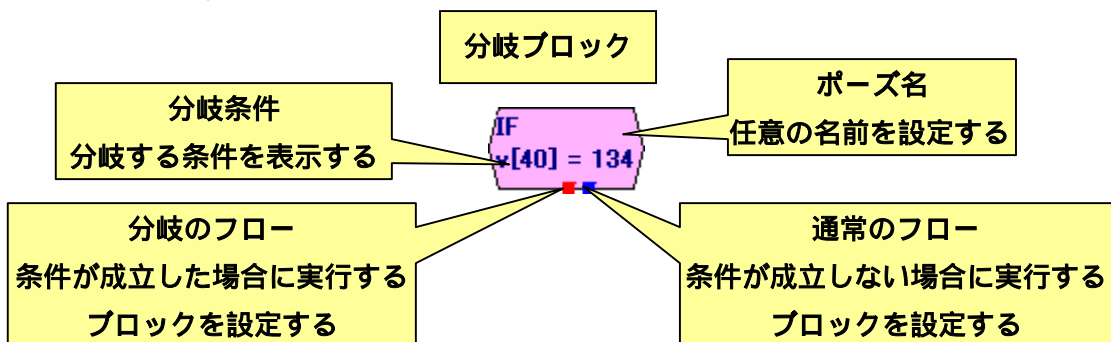 分岐ブロック
分岐条件
分岐する条件を表示する
ポーズ名
任意の名前を設定する
IF
v[40] = 134
分岐のフロー
条件が成立した場合に実行する
ブロックを設定する
通常のフロー
条件が成立しない場合に実行する
ブロックを設定する